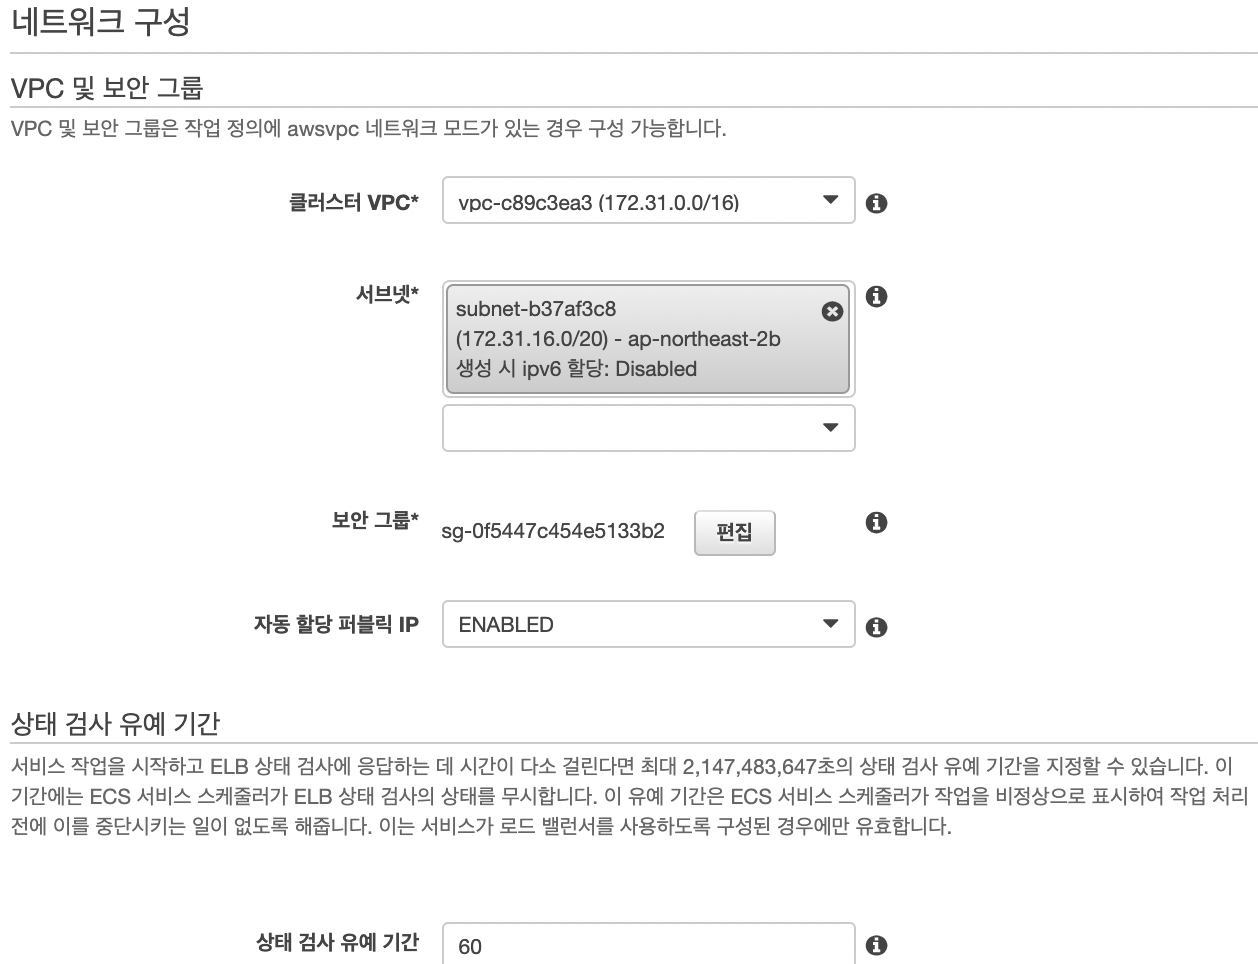 네트워크 구성
VPC 및 보안 그룹
VPC 및 보안 그룹은 작업 정의에 awsvpc 네트워크 모드가 있는 경우 구성 가능합니다.
클러스터 VPC*
vpc-c89c3ea3 (172.31.0.0/16)
서브넷*
subnet-b37af3c8
(172.31.16.0/20) - ap-northeast-2b
생성 시 ipv6 할당: Disabled
보안 그룹*
sg-0f5447c454e5133b2
편집
자동 할당 퍼블릭 IP
ENABLED
상태 검사 유예 기간
서비스 작업을 시작하고 ELB 상태 검사에 응답하는 데 시간이 다소 걸린다면 최대 2,147,483,647초의 상태 검사 유예 기간을 지정할 수 있습니다. 이
기간에는 ECS 서비스 스케줄러가 ELB 상태 검사의 상태를 무시합니다. 이 유예 기간은 ECS 서비스 스케줄러가 작업을 비정상으로 표시하여 작업 처리
전에 이를 중단시키는 일이 없도록 해줍니다. 이는 서비스가 로드 밸런서를 사용하도록 구성된 경우에만 유효합니다.
상태 검사 유예 기간
60